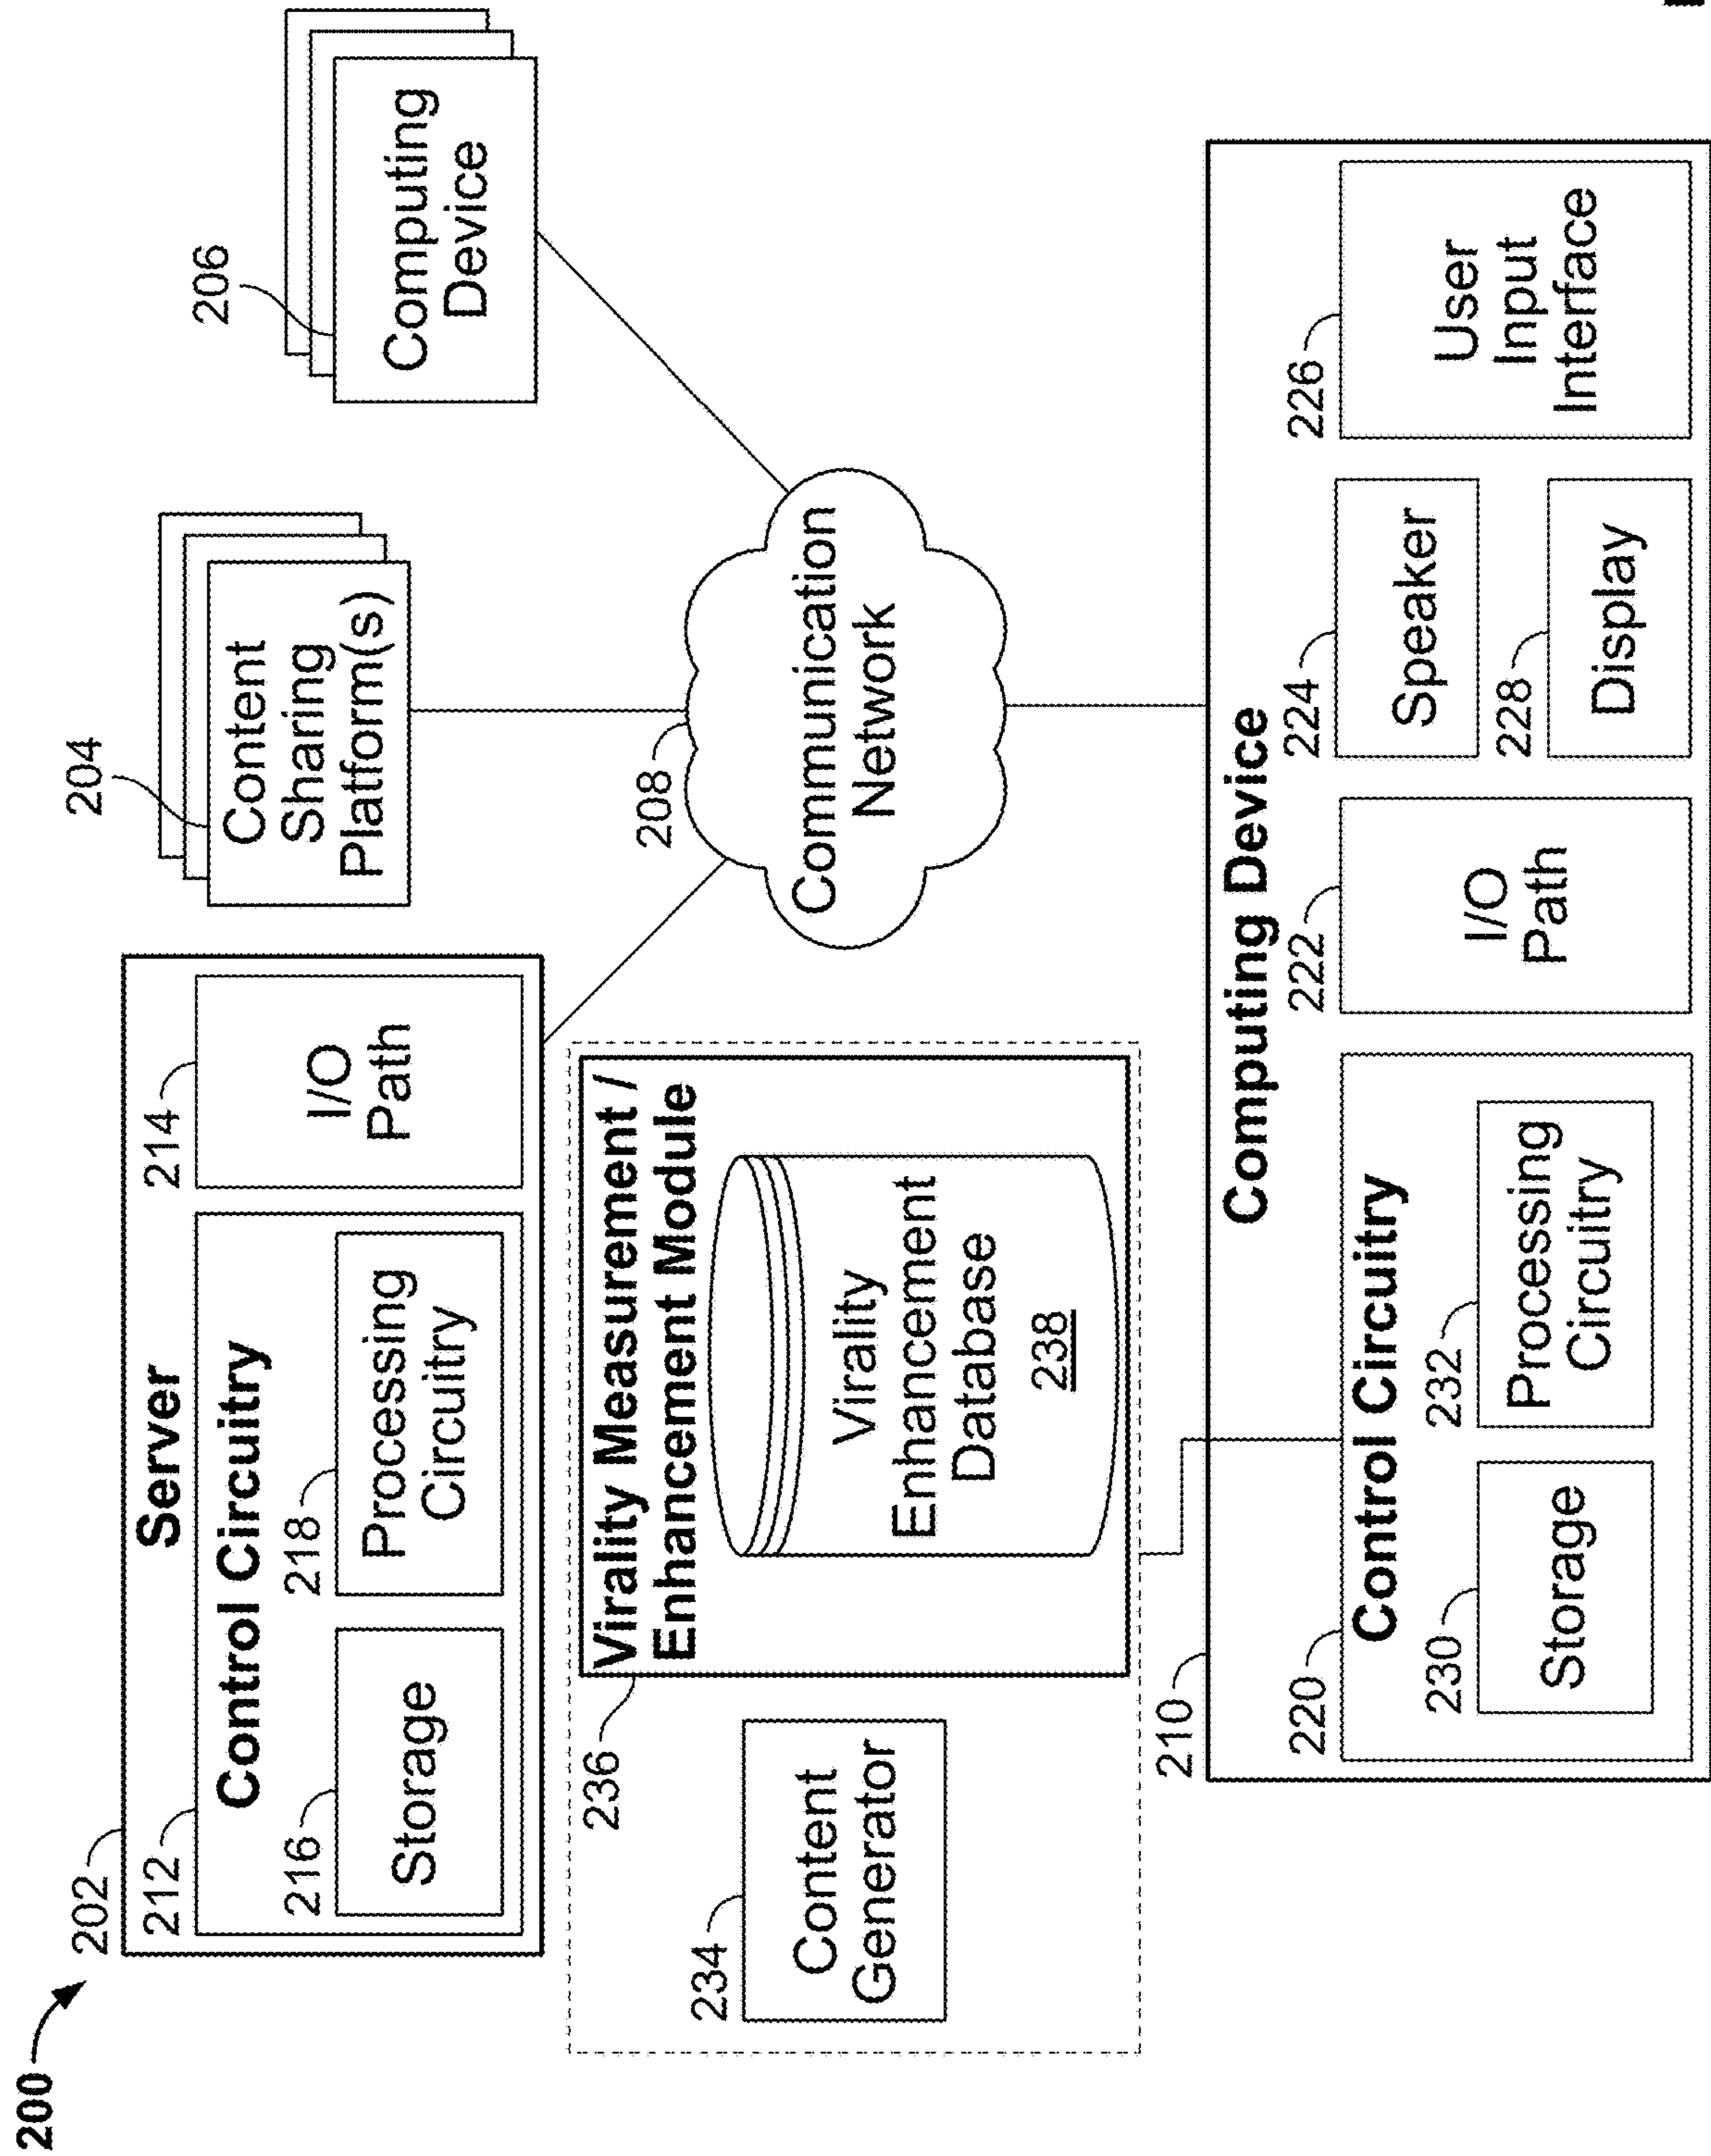 200
202
Server
212
Control Circuitry
216
Storage
218
Processing
Circuitry
214
I/O
Path
204
Content
Sharing
Platform(s)
206
Computing
Device
208
Communication
Network
234
Content
Generator
236
Virality Measurement /
Enhancement Module
Virality
Enhancement
Database
238
210
Computing Device
220
Control Circuitry
230
Storage
232
Processing
Circuitry
222
I/O
Path
224
Speaker
228
Display
226
User
Input
Interface